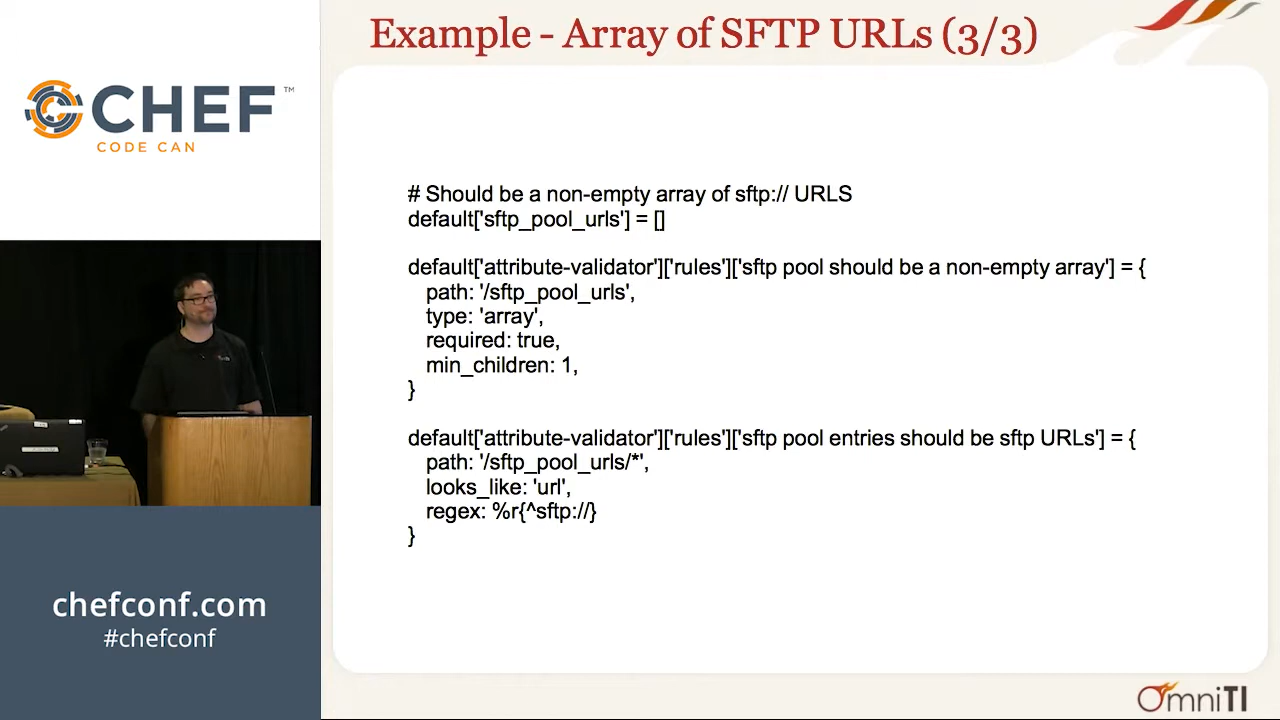 Example - Array of SFTP URLs (3/3)
CHEF™
CODE CAN
# Should be a non-empty array of sftp:// URLS
default['sftp_pool_urls'] = []
default['attribute-validator']['rules']['sftp pool should be a non-empty array'] = {
path: '/sftp_pool_urls',
type: 'array',
required: true,
min_children: 1,
}
default['attribute-validator']['rules']['sftp pool entries should be sftp URLs'] = {
path: '/sftp_pool_urls/*',
looks_like: 'url',
regex: %r{^sftp://}
}
chefconf.com
#chefconf
OmniTI